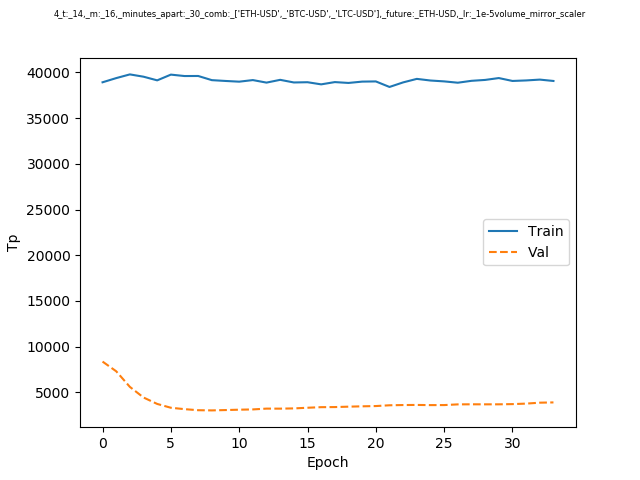 4_t:_14,_m:_16,_minutes_apart:_30_comb:_['ETH-USD',_'BTC-USD',_'LTC-USD'],_future:_ETH-USD,_lr:_1e-5volume_mirror_scaler
40000
35000
30000
25000
20000
15000
10000
5000
Tp
Train
Val
0 5 10 15 20 25 30
Epoch